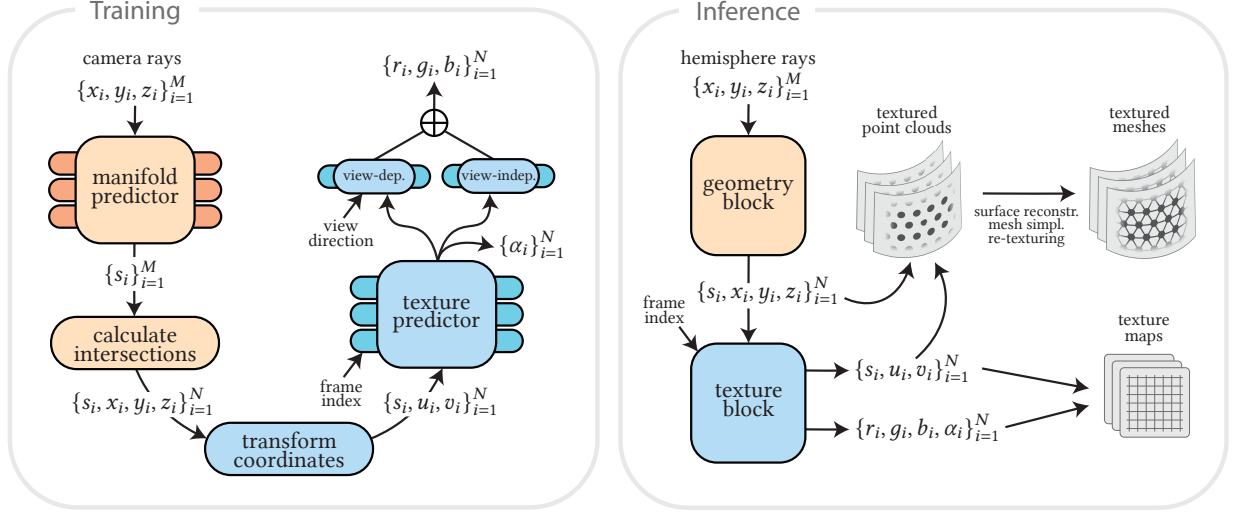 Training
camera rays
{x_i, y_i, z_i}_{i=1}^M
manifold
predictor
{s_i}_{i=1}^M
calculate
intersections
{s_i, x_i, y_i, z_i}_{i=1}^N
transform
coordinates
{r_i, g_i, b_i}_{i=1}^N
view-dep.
view-indep.
view
direction
{α_i}_{i=1}^N
texture
predictor
frame
index
{s_i, u_i, v_i}_{i=1}^N
Inference
hemisphere rays
{x_i, y_i, z_i}_{i=1}^M
geometry
block
{s_i, x_i, y_i, z_i}_{i=1}^N
frame
index
texture
block
{s_i, u_i, v_i}_{i=1}^N
{r_i, g_i, b_i, α_i}_{i=1}^N
textured
point clouds
surface reconstr.
mesh simpl.
re-texturing
textured
meshes
texture
maps